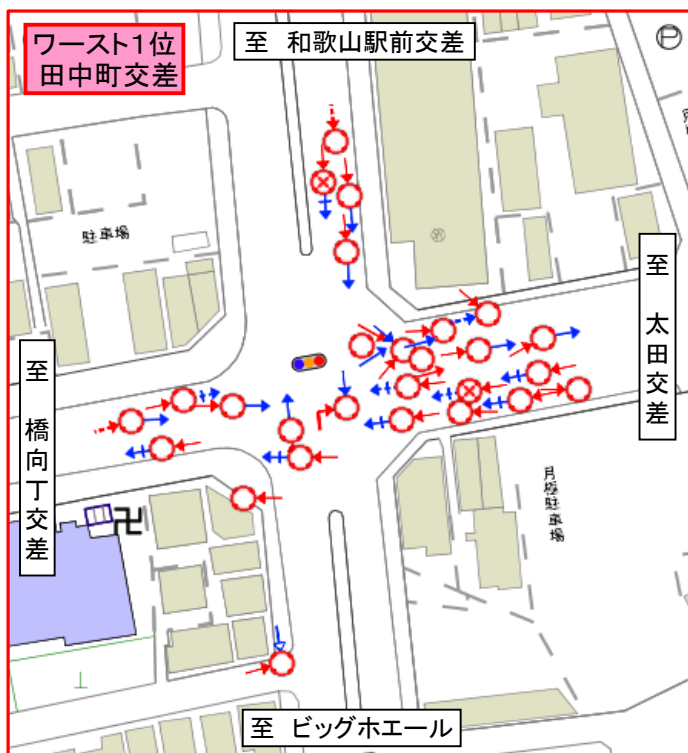 ワースト1位
田中町交差
至 和歌山駅前交差
P
駐車場
至 太田交差
至 橋向丁交差
月極駐車場
卍
至 ビッグホエール